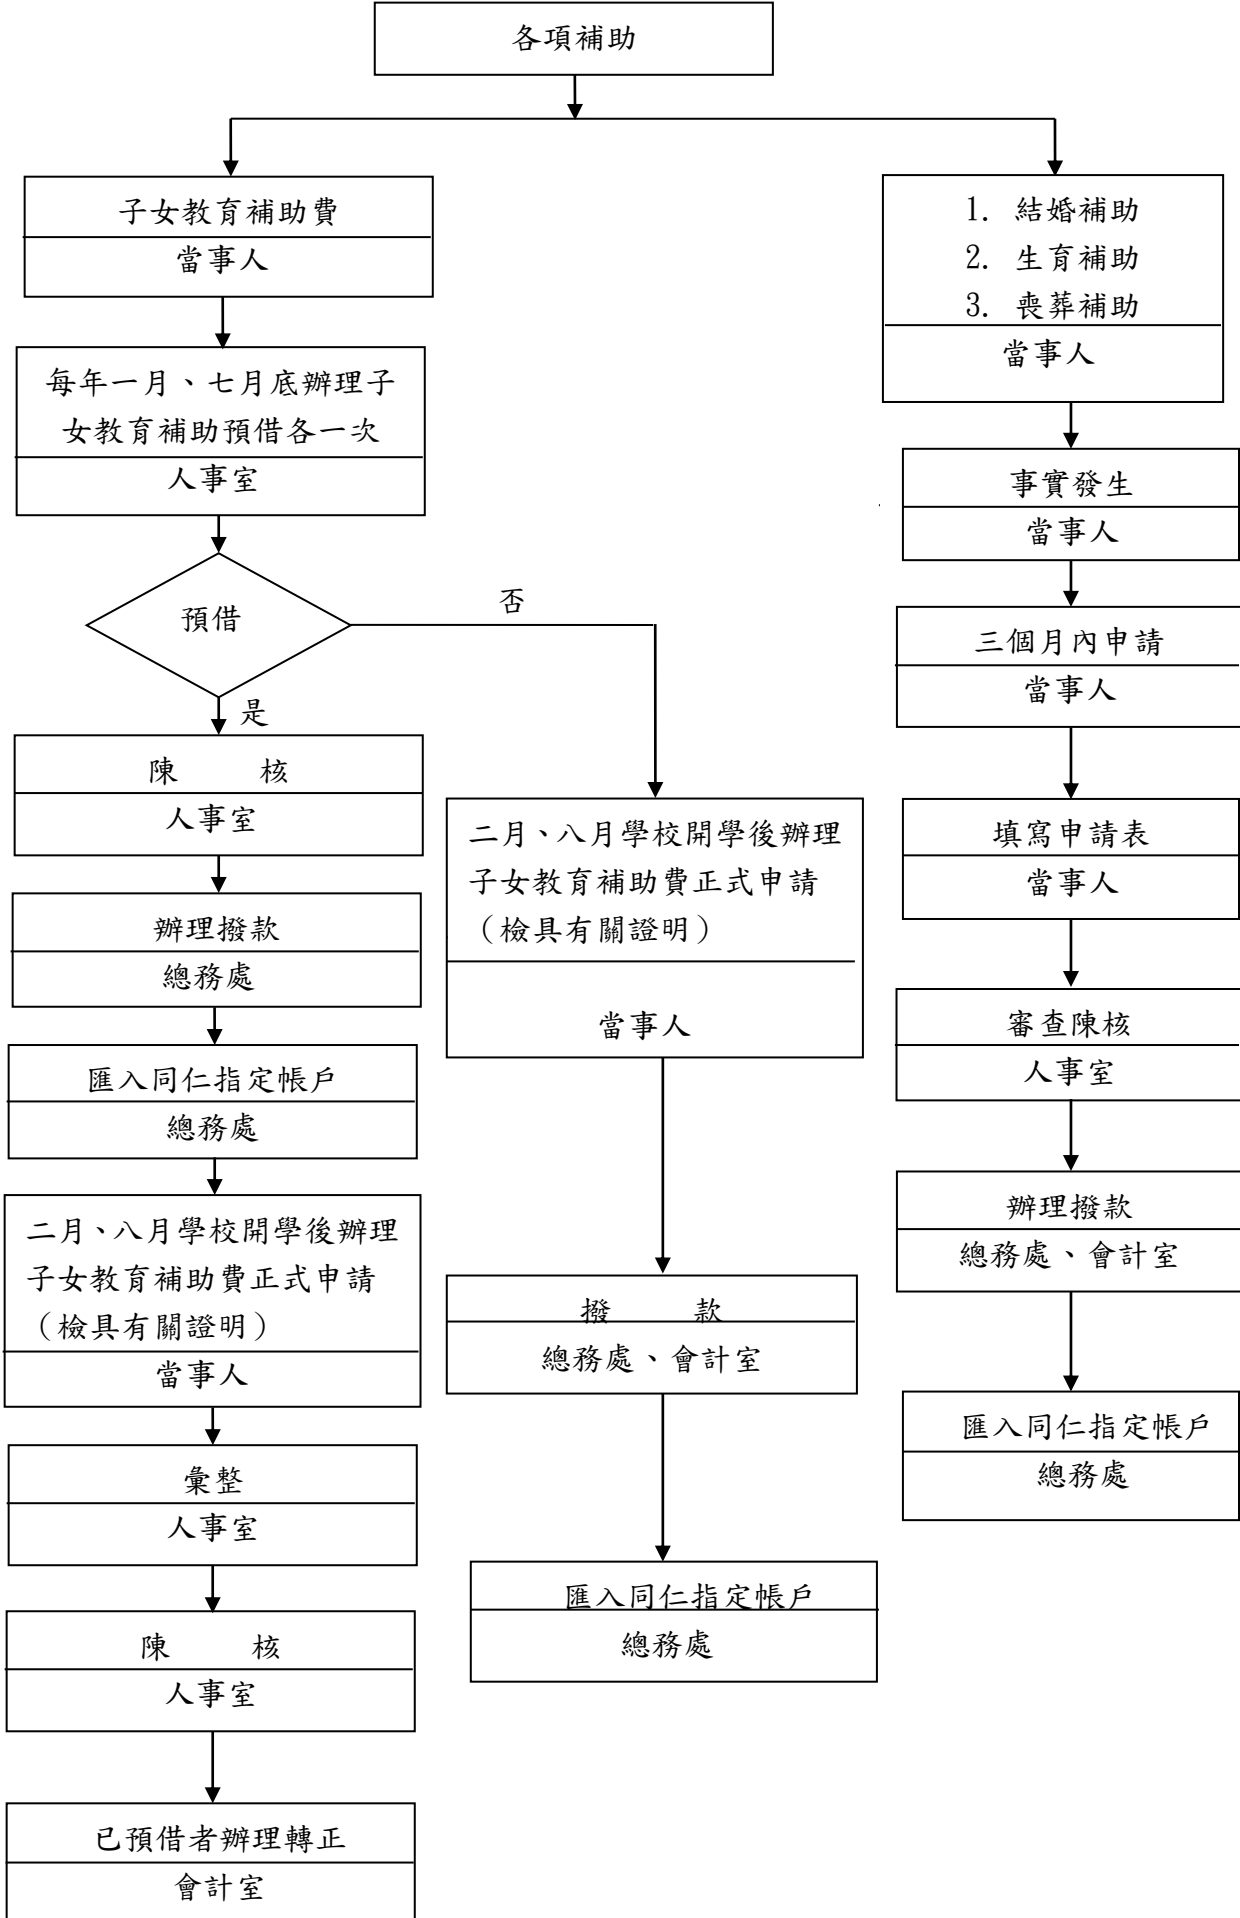 各項補助
子女教育補助費
當事人
每年一月、七月底辦理子
女教育補助預借各一次
人事室
預借
否
是
陳　　核
人事室
辦理撥款
總務處
匯入同仁指定帳戶
總務處
二月、八月學校開學後辦理
子女教育補助費正式申請
（檢具有關證明）
當事人
彙整
人事室
陳　　核
人事室
已預借者辦理轉正
會計室
二月、八月學校開學後辦理
子女教育補助費正式申請
（檢具有關證明）
當事人
撥　　款
總務處、會計室
匯入同仁指定帳戶
總務處
1. 結婚補助
2. 生育補助
3. 喪葬補助
當事人
事實發生
當事人
三個月內申請
當事人
填寫申請表
當事人
審查陳核
人事室
辦理撥款
總務處、會計室
匯入同仁指定帳戶
總務處